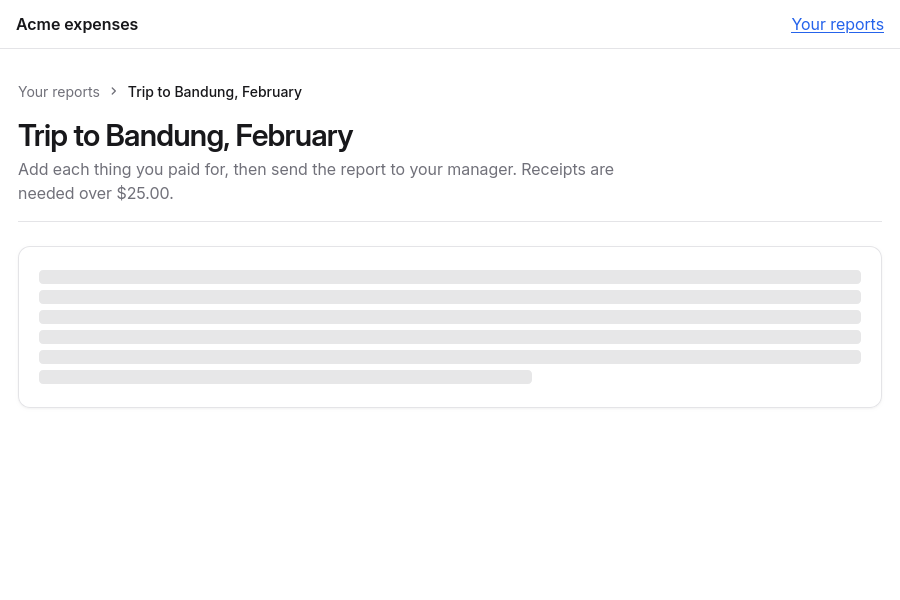 Acme expenses
Your reports
Your reports > Trip to Bandung, February
Trip to Bandung, February
Add each thing you paid for, then send the report to your manager. Receipts are
needed over $25.00.